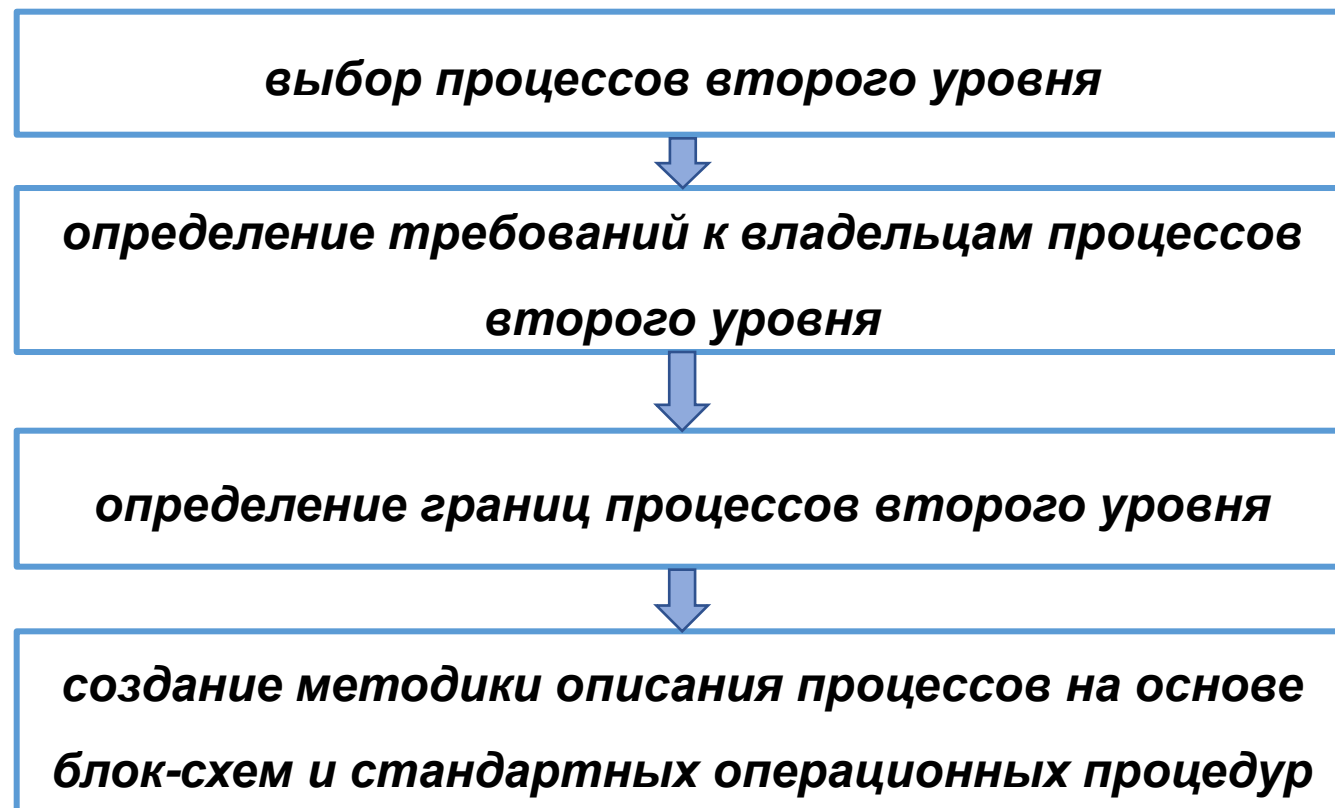 выбор процессов второго уровня
определение требований к владельцам процессов
второго уровня
определение границ процессов второго уровня
создание методики описания процессов на основе
блок-схем и стандартных операционных процедур